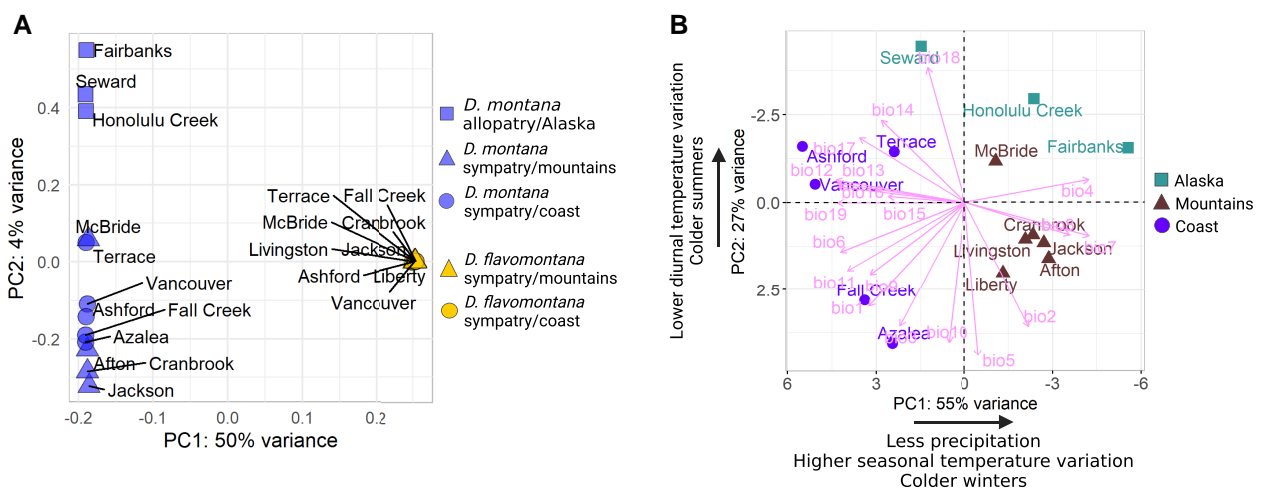 A
Fairbanks
Seward
Honolulu Creek
McBride
Terrace
Vancouver
Ashford
Fall Creek
Azalea
Afton
Cranbrook
Jackson
Terrace
Fall Creek
McBride
Cranbrook
Livingston
Jackson
Ashford
Liberty
Vancouver
0.4
0.2
0.0
-0.2
-0.2
-0.1
0.0
0.1
0.2
PC2: 4% variance
PC1: 50% variance
D. montana
allopatry/Alaska
D. montana
sympatry/mountains
D. montana
sympatry/coast
D. flavomontana
sympatry/mountains
D. flavomontana
sympatry/coast
B
Lower diurnal temperature variation
Colder summers
PC2: 27% variance
-2.5
0.0
2.5
6
3
0
-3
-6
Seward
bio18
bio14
Honolulu Creek
Terrace
bio17
Ashford
McBride
Fairbanks
bio12
bio13
Vancouver
bio4
bio16
bio19
bio15
Cranbrook
bio6
Livingston
Jackson
bio7
bio11
bio9
Afton
Fall Creek
Liberty
bio1
bio2
Azalea
bio10
bio5
PC1: 55% variance
Less precipitation
Higher seasonal temperature variation
Colder winters
Alaska
Mountains
Coast